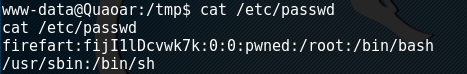 www-data@Quaoar:/tmp$ cat /etc/passwd
cat /etc/passwd
firefart:fijI1lDcvwk7k:0:0:pwned:/root:/bin/bash
/usr/sbin:/bin/sh